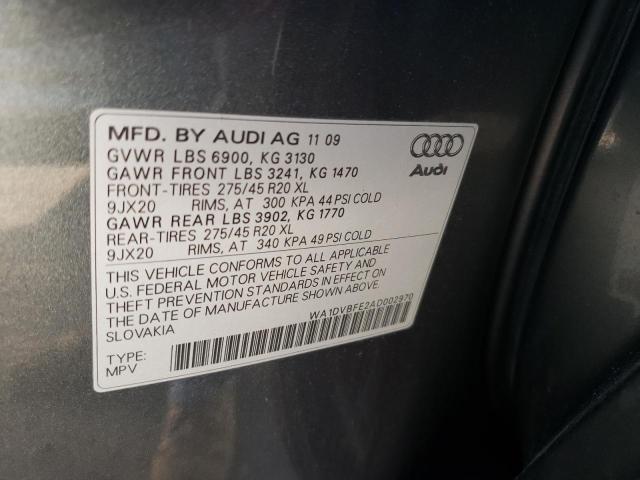 MFD. BY AUDI AG 11 09
GVWR LBS 6900, KG 3130
GAWR FRONT LBS 3241, KG 1470
FRONT-TIRES 275/45 R20 XL
9JX20 RIMS, AT 300 KPA 44 PSI COLD
GAWR REAR LBS 3902, KG 1770
REAR-TIRES 275/45 R20 XL
9JX20 RIMS, AT 340 KPA 49 PSI COLD
THIS VEHICLE CONFORMS TO ALL APPLICABLE
U.S. FEDERAL MOTOR VEHICLE SAFETY AND
THEFT PREVENTION STANDARDS IN EFFECT ON
THE DATE OF MANUFACTURE SHOWN ABOVE.
SLOVAKIA
WA1DVBFE2AD002970
TYPE:
MPV
Audi